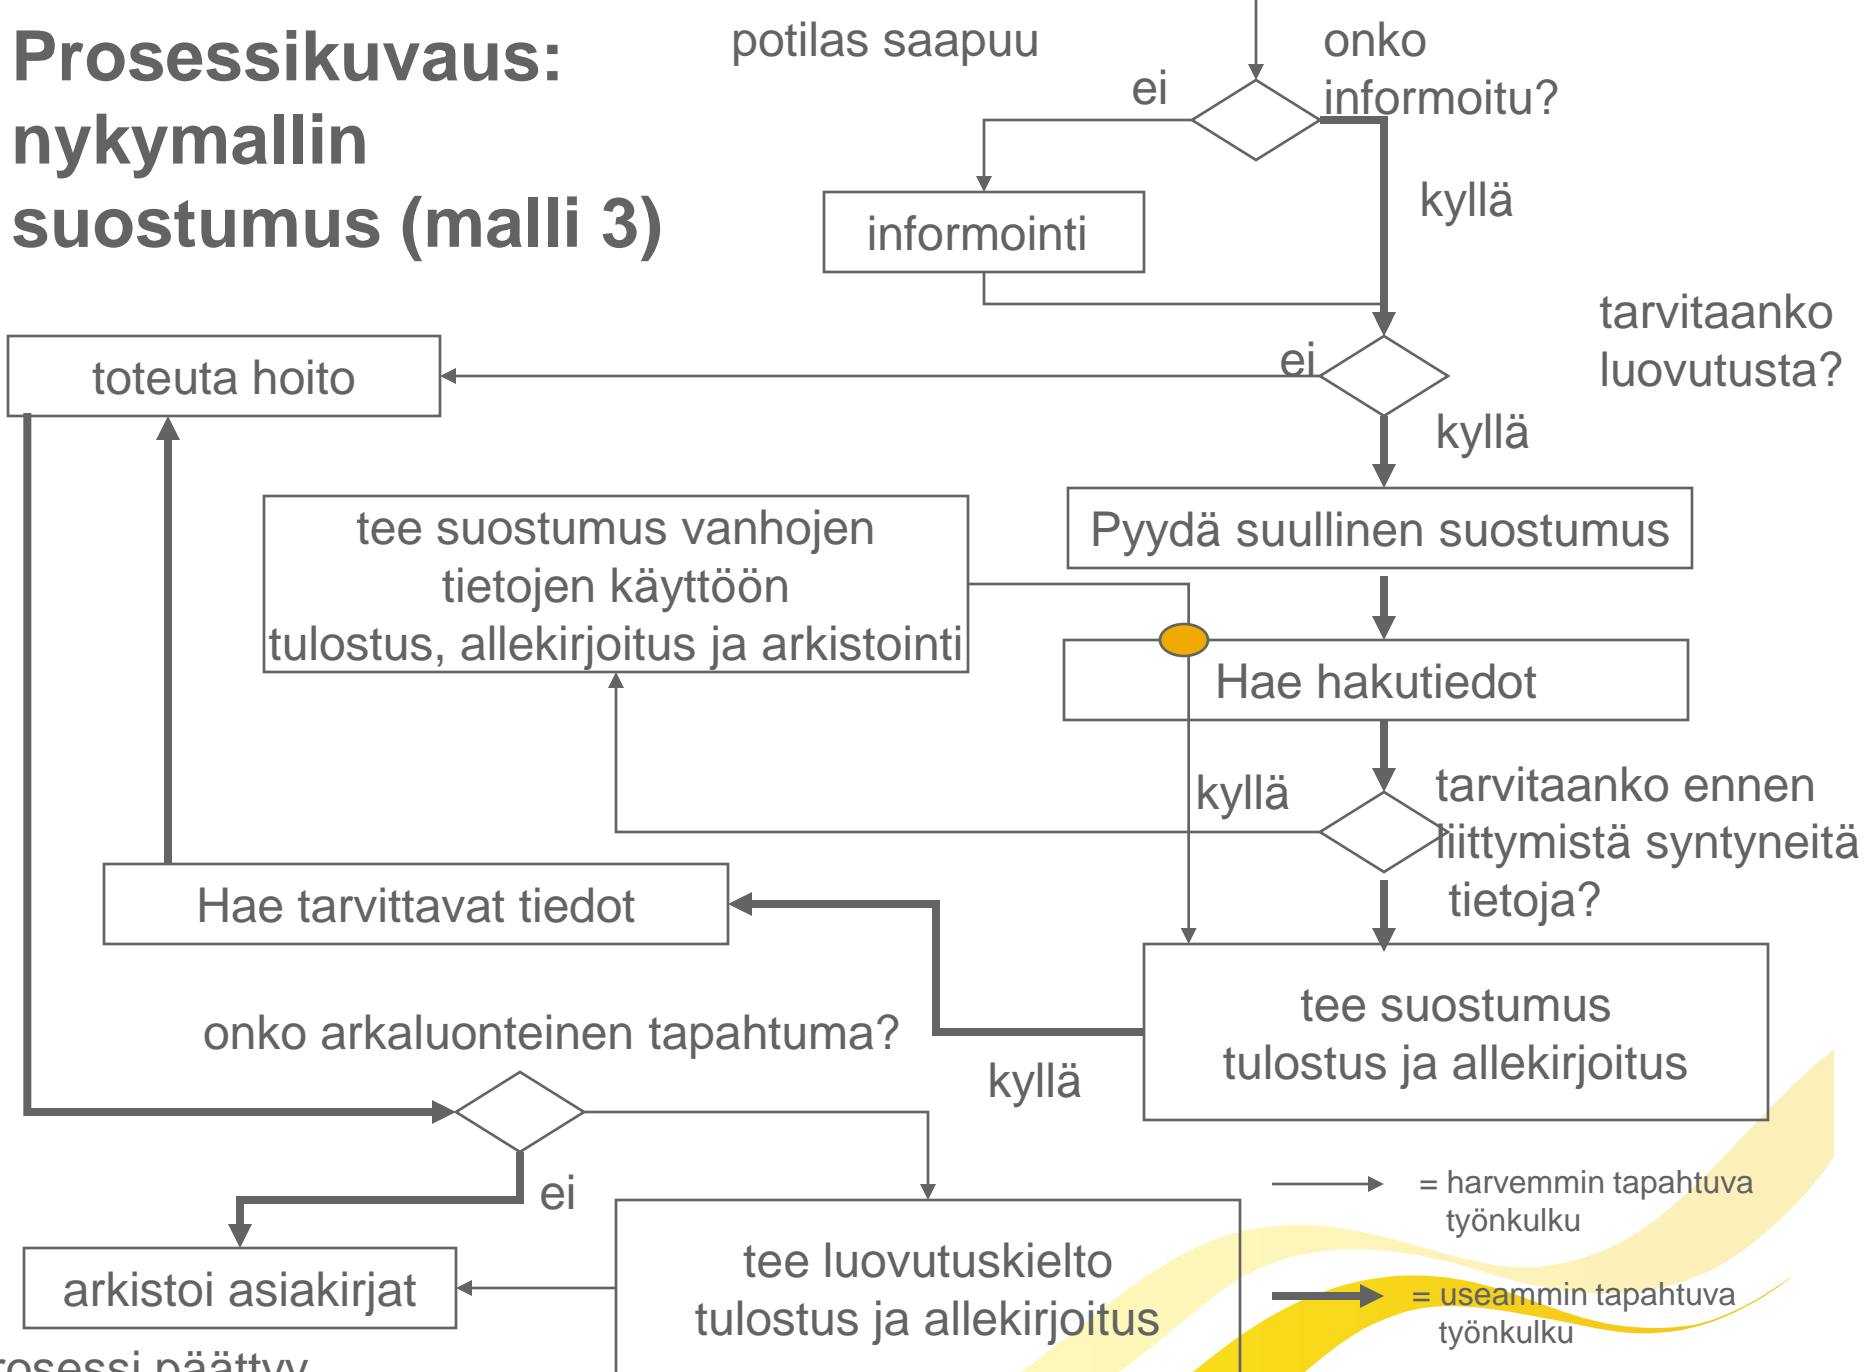 Prosessikuvaus:
nykymallin
suostumus (malli 3)
potilas saapuu
onko
informoitu?
ei
kyllä
informointi
tarvitaanko
luovutusta?
ei
toteuta hoito
kyllä
Pyydä suullinen suostumus
tee suostumus vanhojen
tietojen käyttöön
tulostus, allekirjoitus ja arkistointi
Hae hakutiedot
kyllä
tarvitaanko ennen
liittymistä syntyneitä
tietoja?
Hae tarvittavat tiedot
tee suostumus
tulostus ja allekirjoitus
kyllä
onko arkaluonteinen tapahtuma?
ei
= harvemmin tapahtuva
työnkulku
tee luovutuskielto
tulostus ja allekirjoitus
arkistoi asiakirjat
= useammin tapahtuva
työnkulku
rosessi päättyy